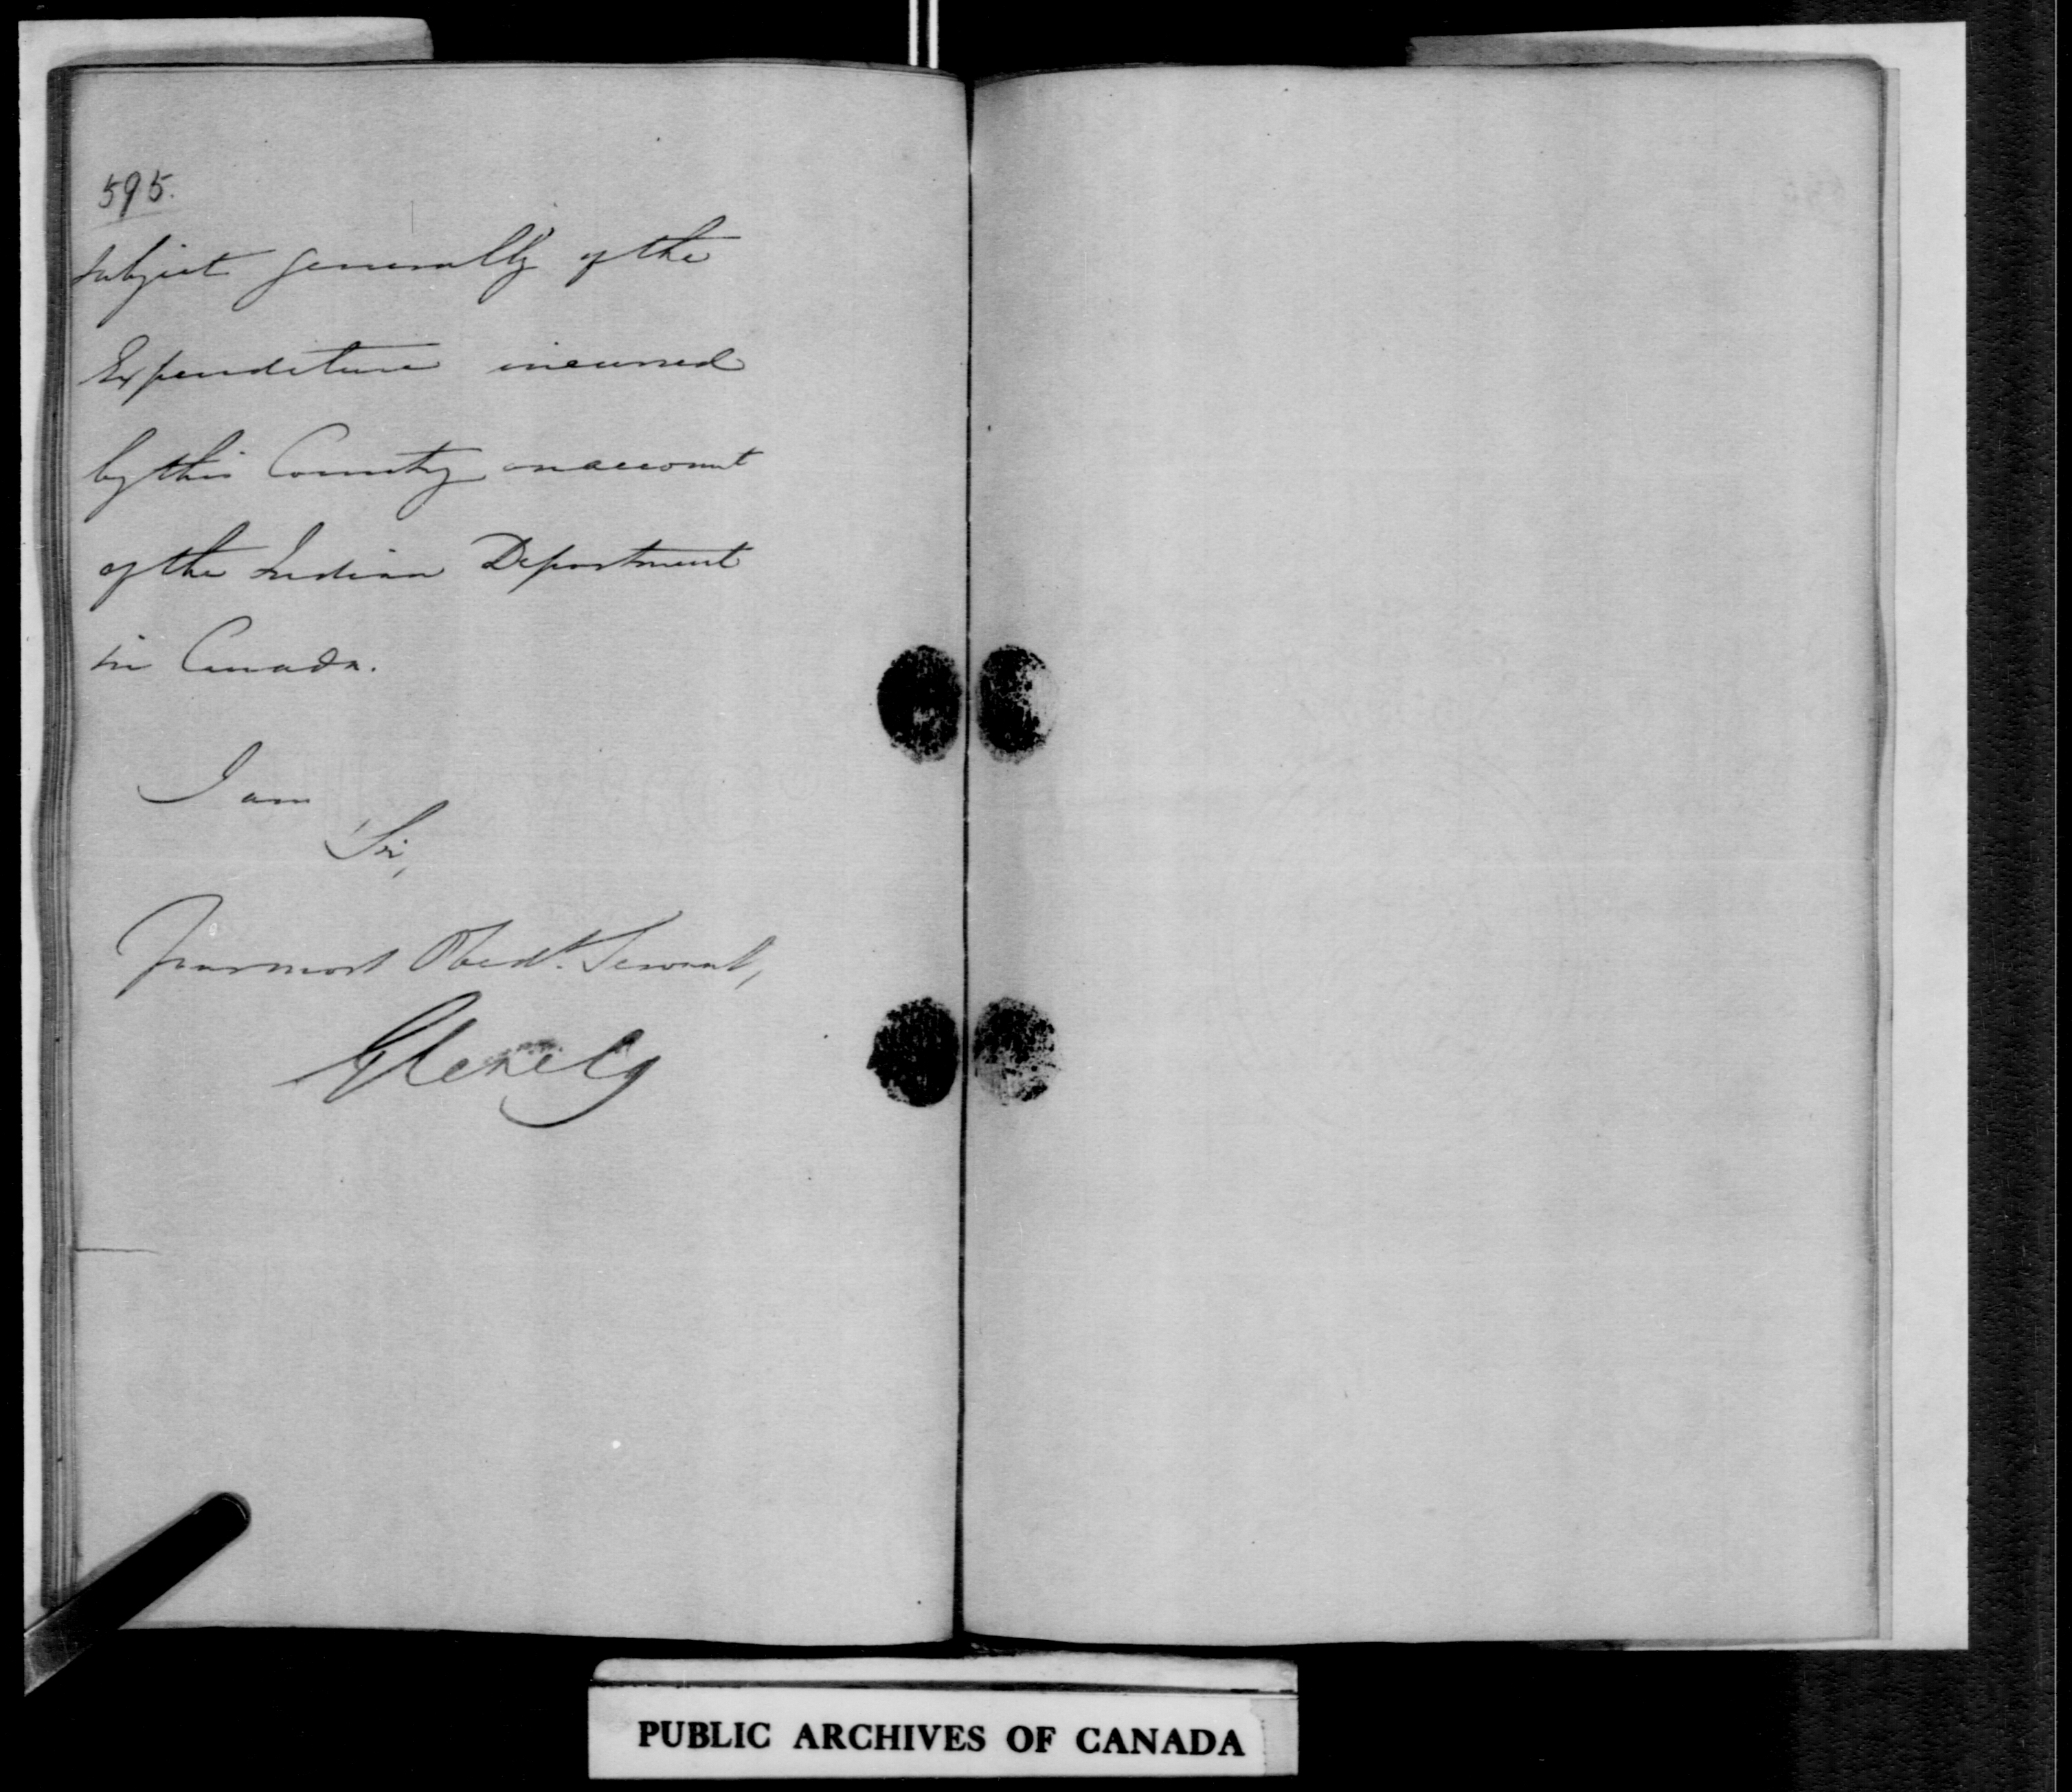 595.
subject generally of the
Expenditure incurred
by this Country on account
of the Indian Department
in Canada.
I am
Sir,
Your most Obedt. Servant,
Glenelg
PUBLIC ARCHIVES OF CANADA